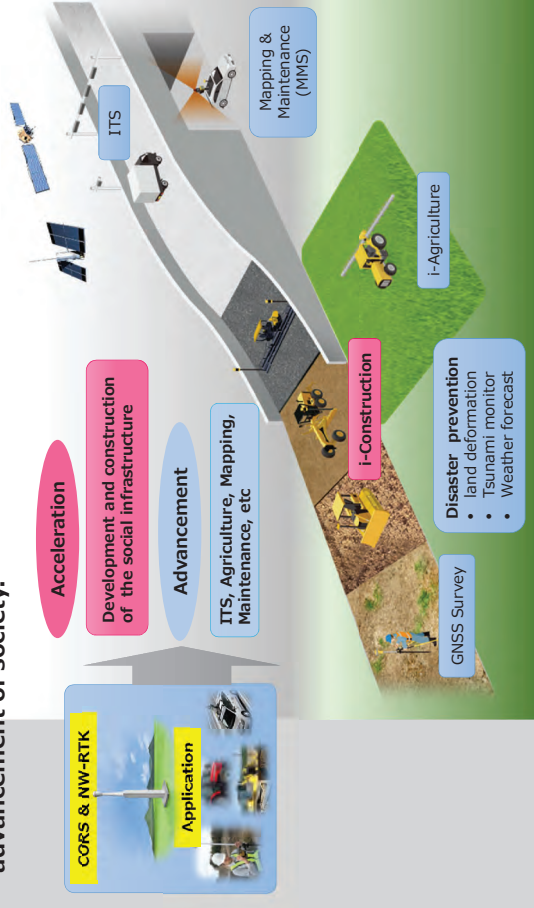 advancement of society.
CORS & NW-RTK
Application
Acceleration
Development and construction
of the social infrastructure
Advancement
ITS, Agriculture, Mapping,
Maintenance, etc
ITS
Mapping &
Maintenance
(MMS)
i-Construction
i-Agriculture
GNSS Survey
Disaster prevention
• land deformation
• Tsunami monitor
• Weather forecast